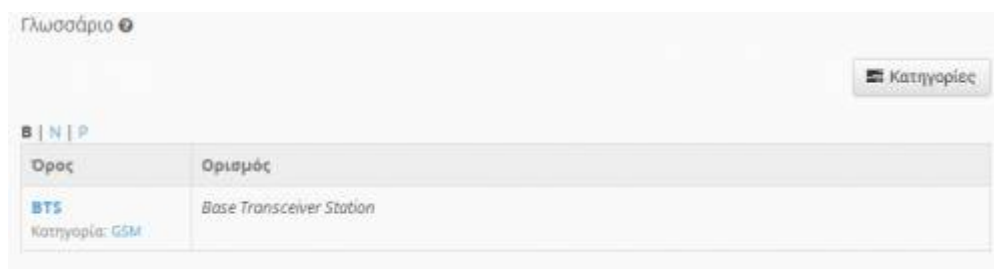 Γλωσσάριο
Κατηγορίες
B | N | P
Όρος Ορισμός
BTS Base Transceiver Station
Κατηγορία: GSM